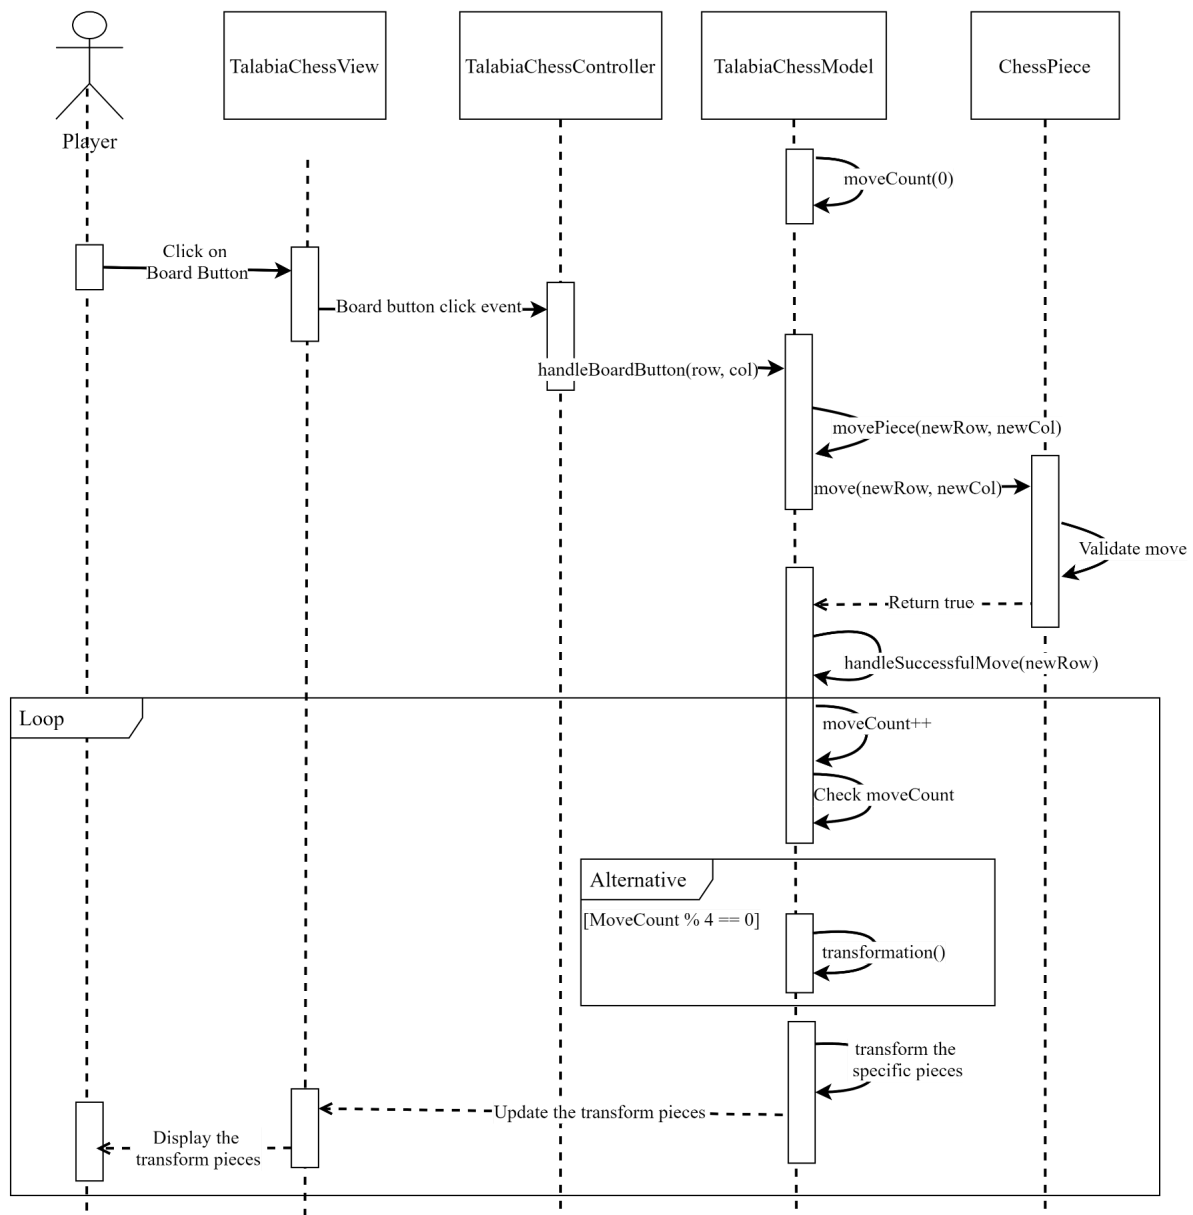 TalabiaChessView
TalabiaChessController
TalabiaChessModel
ChessPiece
Player
moveCount(0)
Click on
Board Button
Board button click event
handleBoardButton(row, col)
movePiece(newRow, newCol)
move(newRow, newCol)
Validate move
Return true
handleSuccessfulMove(newRow)
Loop
moveCount++
Check moveCount
Alternative
[MoveCount % 4 == 0]
transformation()
transform the
specific pieces
Update the transform pieces
Display the
transform pieces